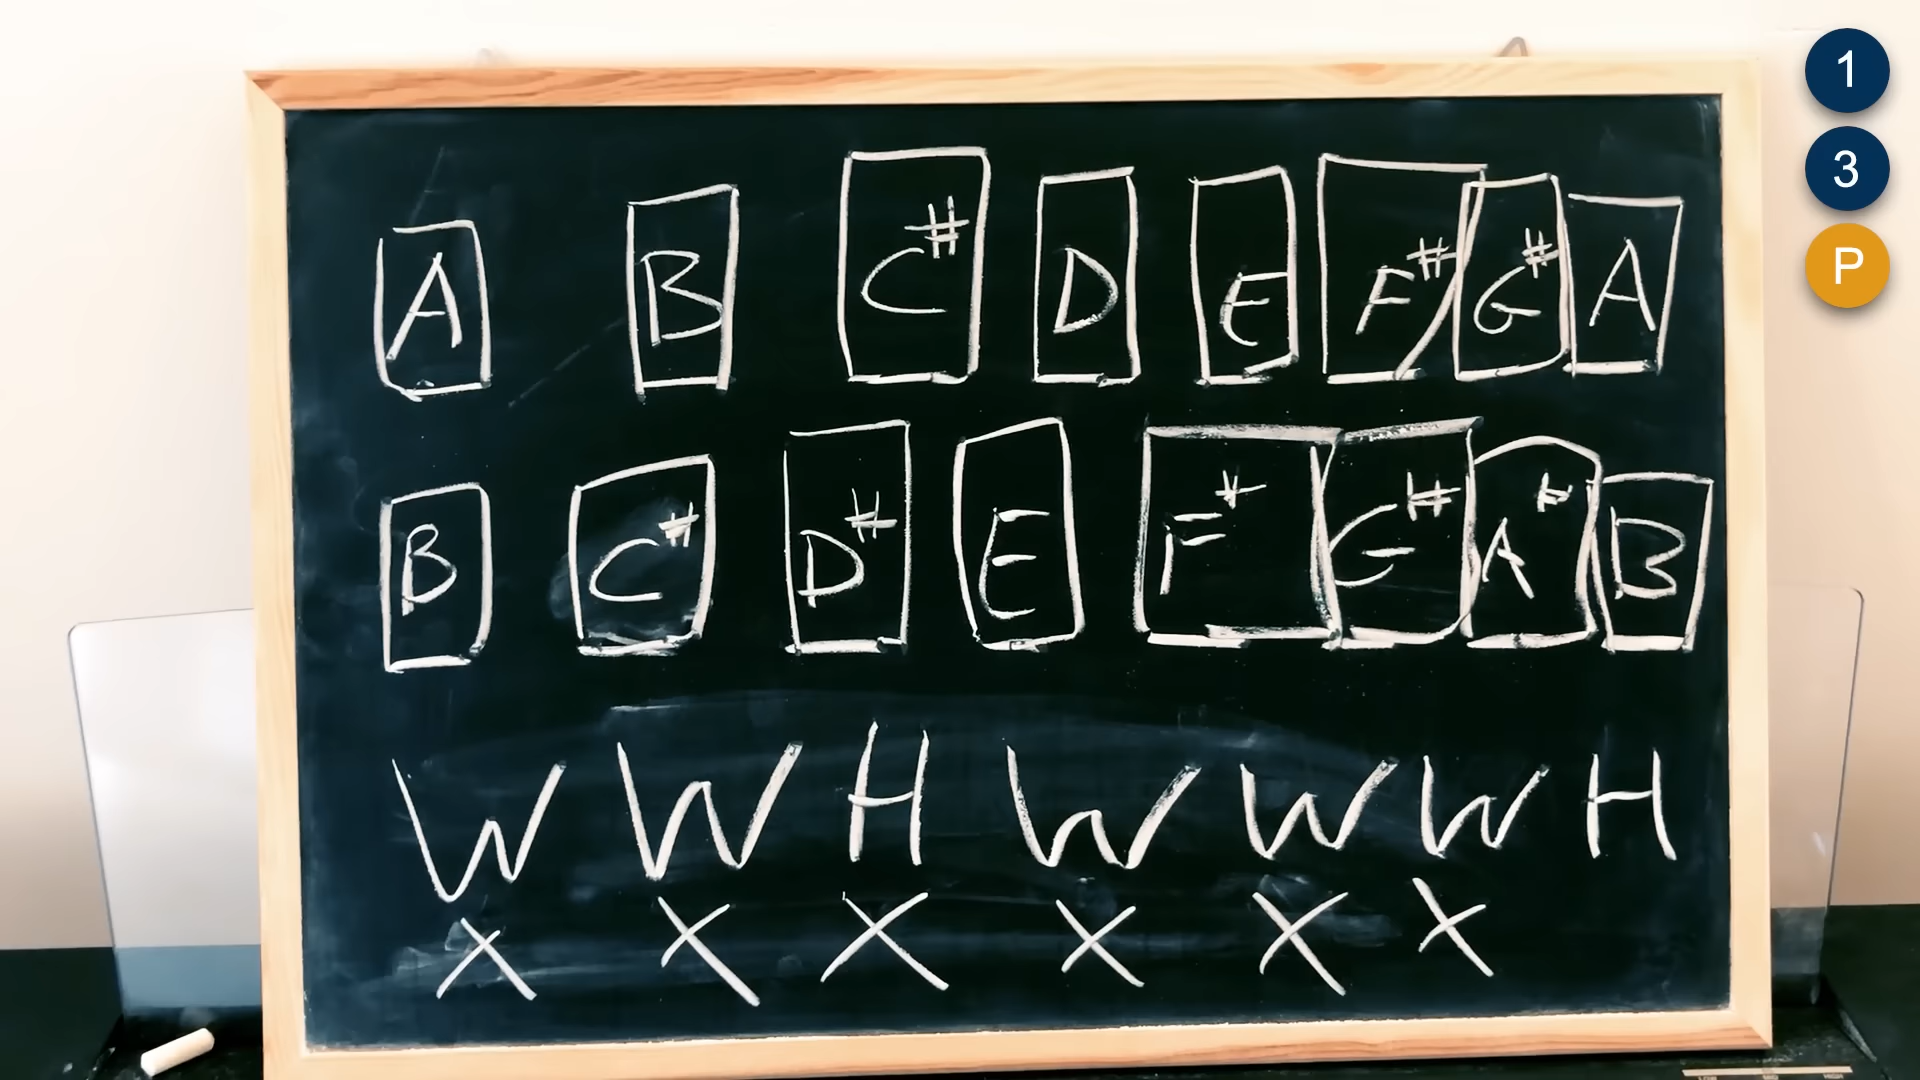 1
3
P
A B C# D E F# G# A
B C# D# E F# G# A# B
W W H W W W H
X X X X X X